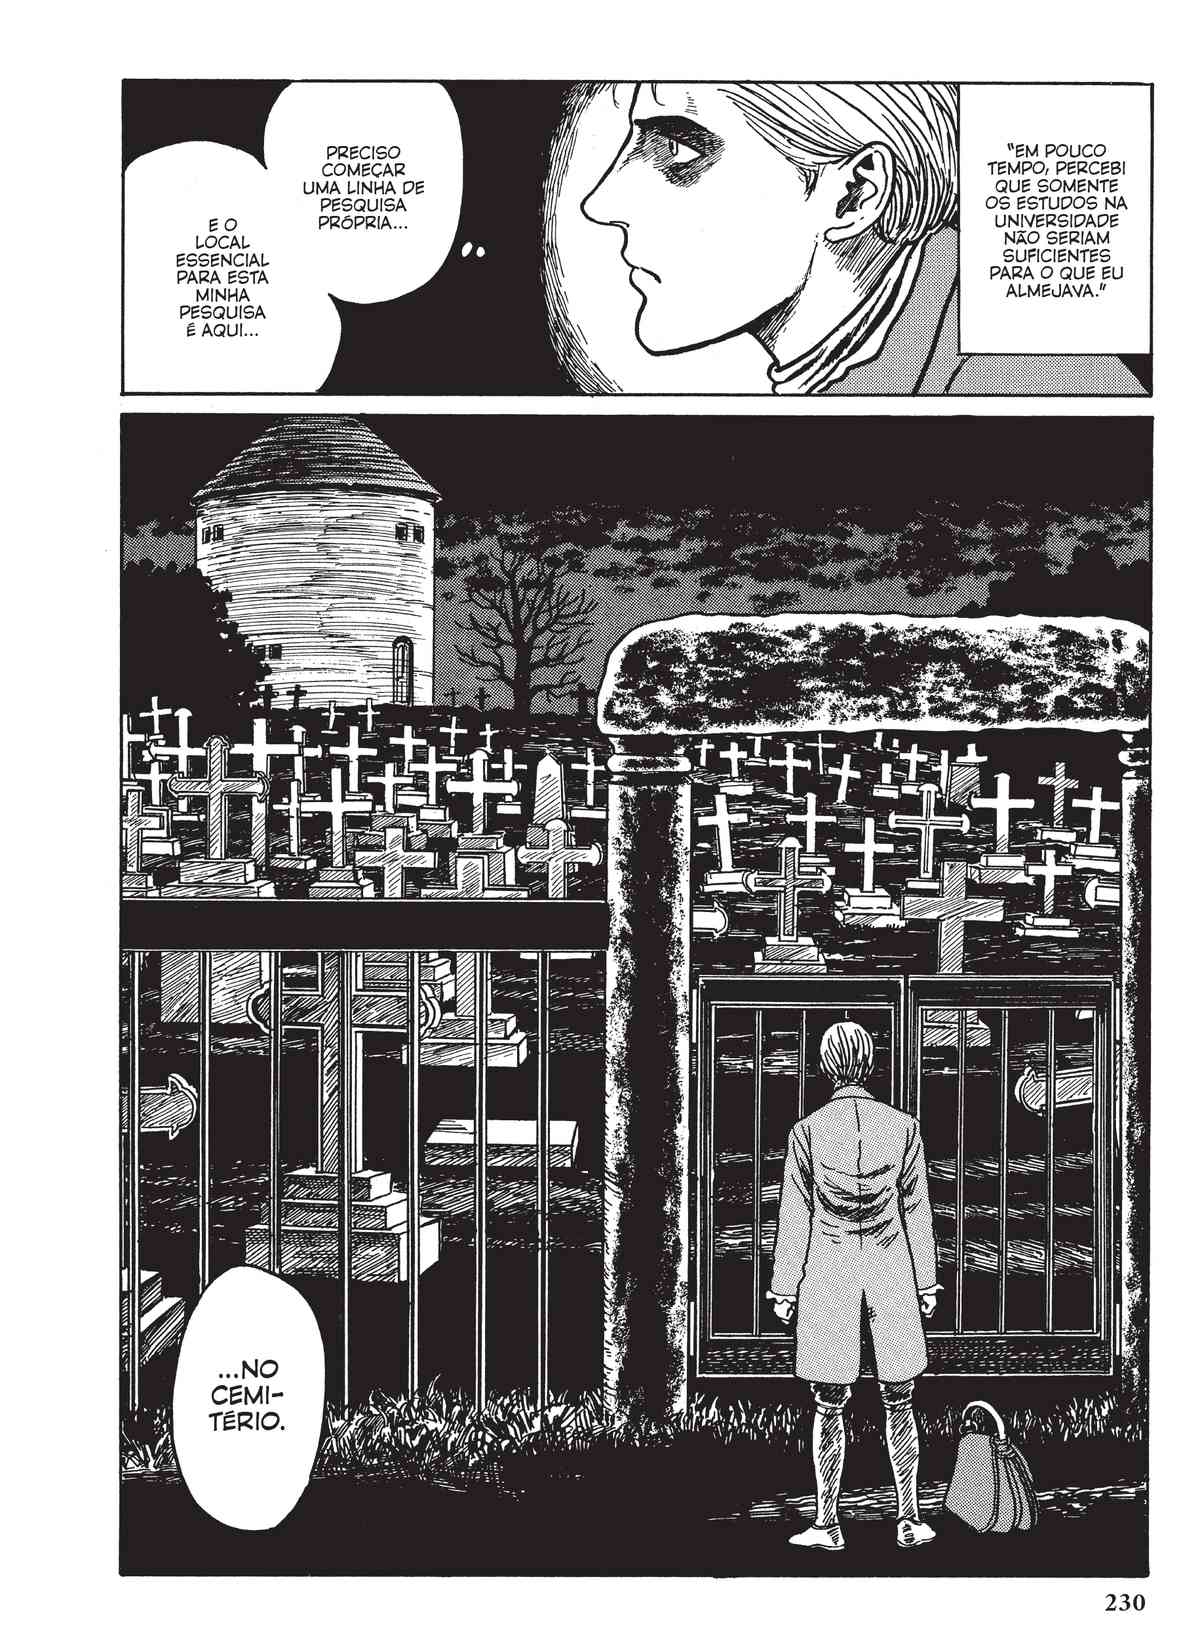 “EM POUCO
TEMPO, PERCEBI
QUE SOMENTE
OS ESTUDOS NA
UNIVERSIDADE
NÃO SERIAM
SUFICIENTES
PARA O QUE EU
ALMEJAVA.”
PRECISO
COMEÇAR
UMA LINHA DE
PESQUISA
PRÓPRIA...
E O
LOCAL
ESSENCIAL
PARA ESTA
MINHA
PESQUISA
É AQUI...
...NO
CEMI-
TÉRIO.
230